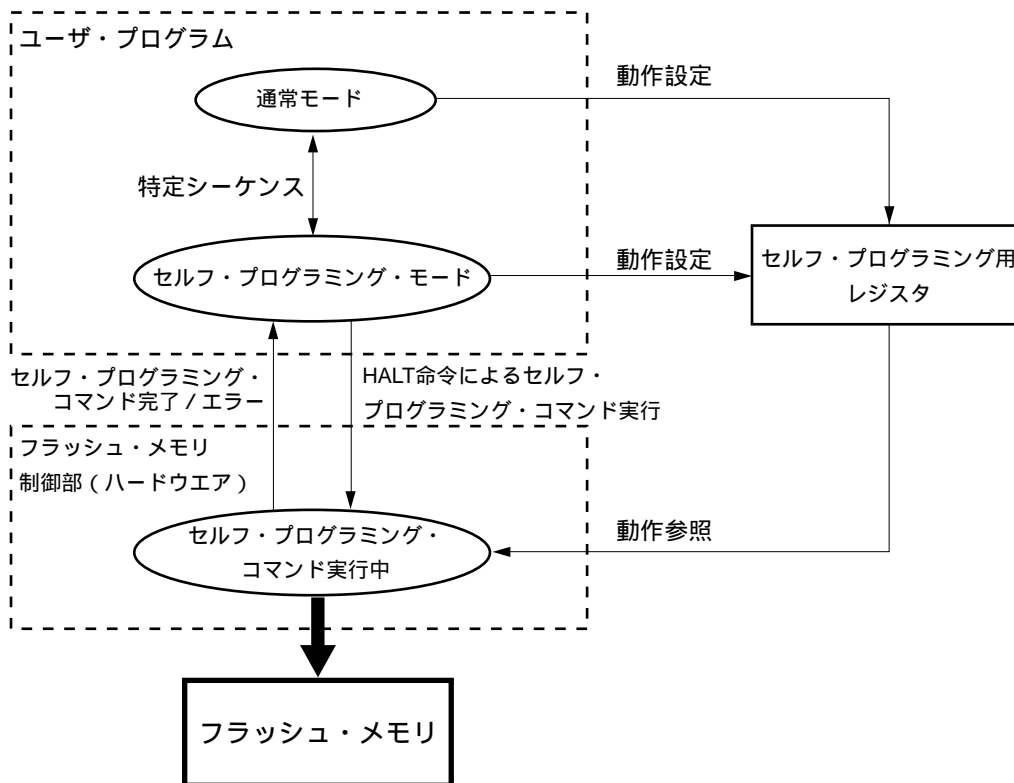 ユーザ・プログラム
動作設定
通常モード
特定シーケンス
セルフ・プログラミング・モード
動作設定
セルフ・プログラミング用
レジスタ
セルフ・プログラミング・
コマンド完了/エラー
HALT命令によるセルフ・
プログラミング・コマンド実行
フラッシュ・メモリ
制御部(ハードウエア)
セルフ・プログラミング・
コマンド実行中
動作参照
フラッシュ・メモリ